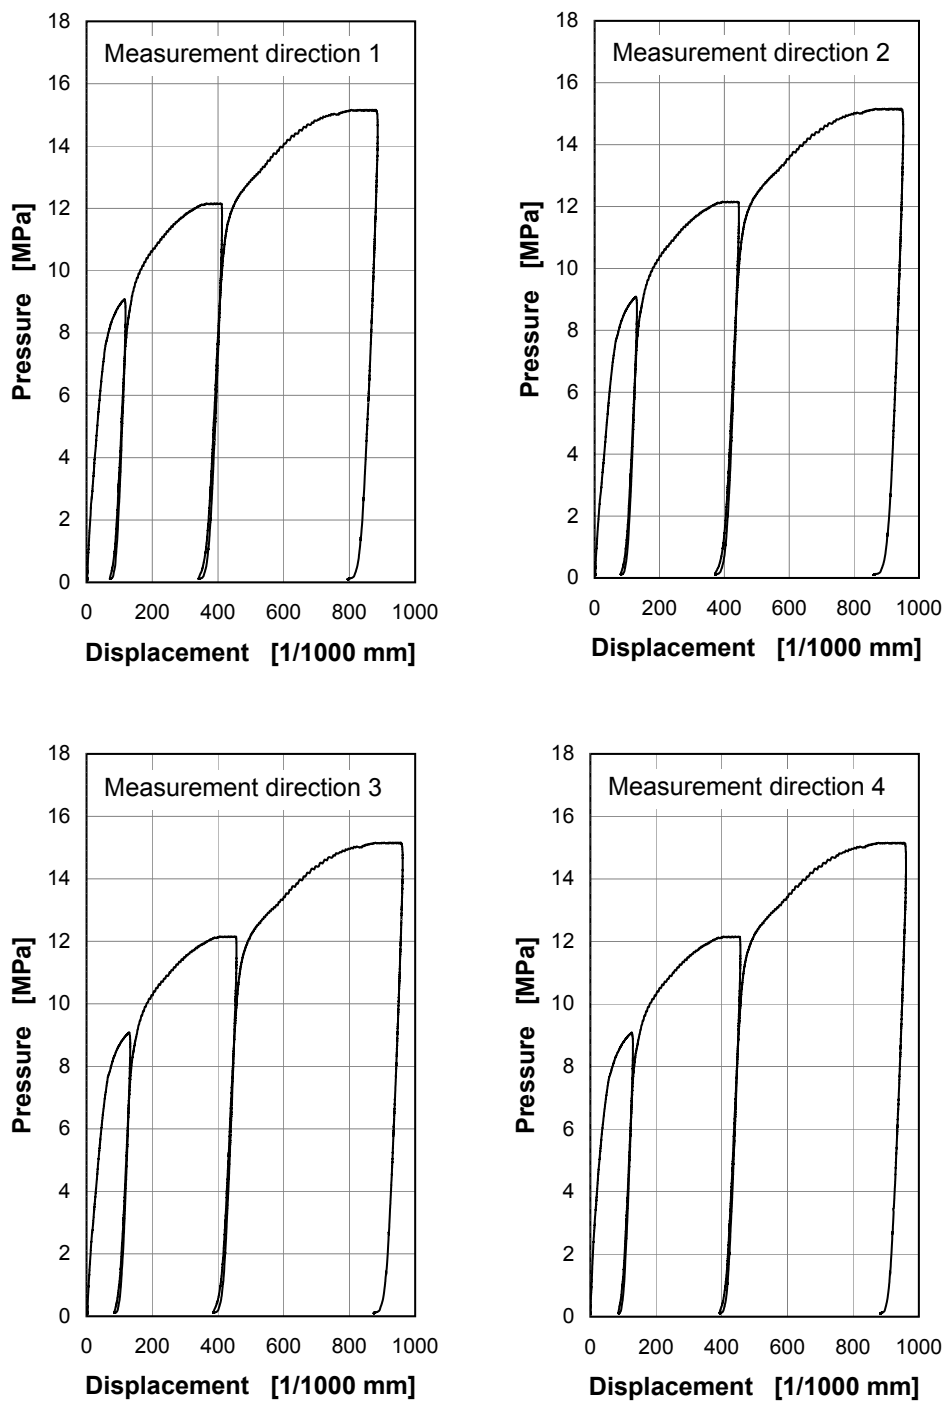 Measurement direction 1
18
16
14
12
10
8
6
4
2
0
Pressure [MPa]
0 200 400 600 800 1000
Displacement [1/1000 mm]
Measurement direction 2
18
16
14
12
10
8
6
4
2
0
Pressure [MPa]
0 200 400 600 800 1000
Displacement [1/1000 mm]
Measurement direction 3
18
16
14
12
10
8
6
4
2
0
Pressure [MPa]
0 200 400 600 800 1000
Displacement [1/1000 mm]
Measurement direction 4
18
16
14
12
10
8
6
4
2
0
Pressure [MPa]
0 200 400 600 800 1000
Displacement [1/1000 mm]